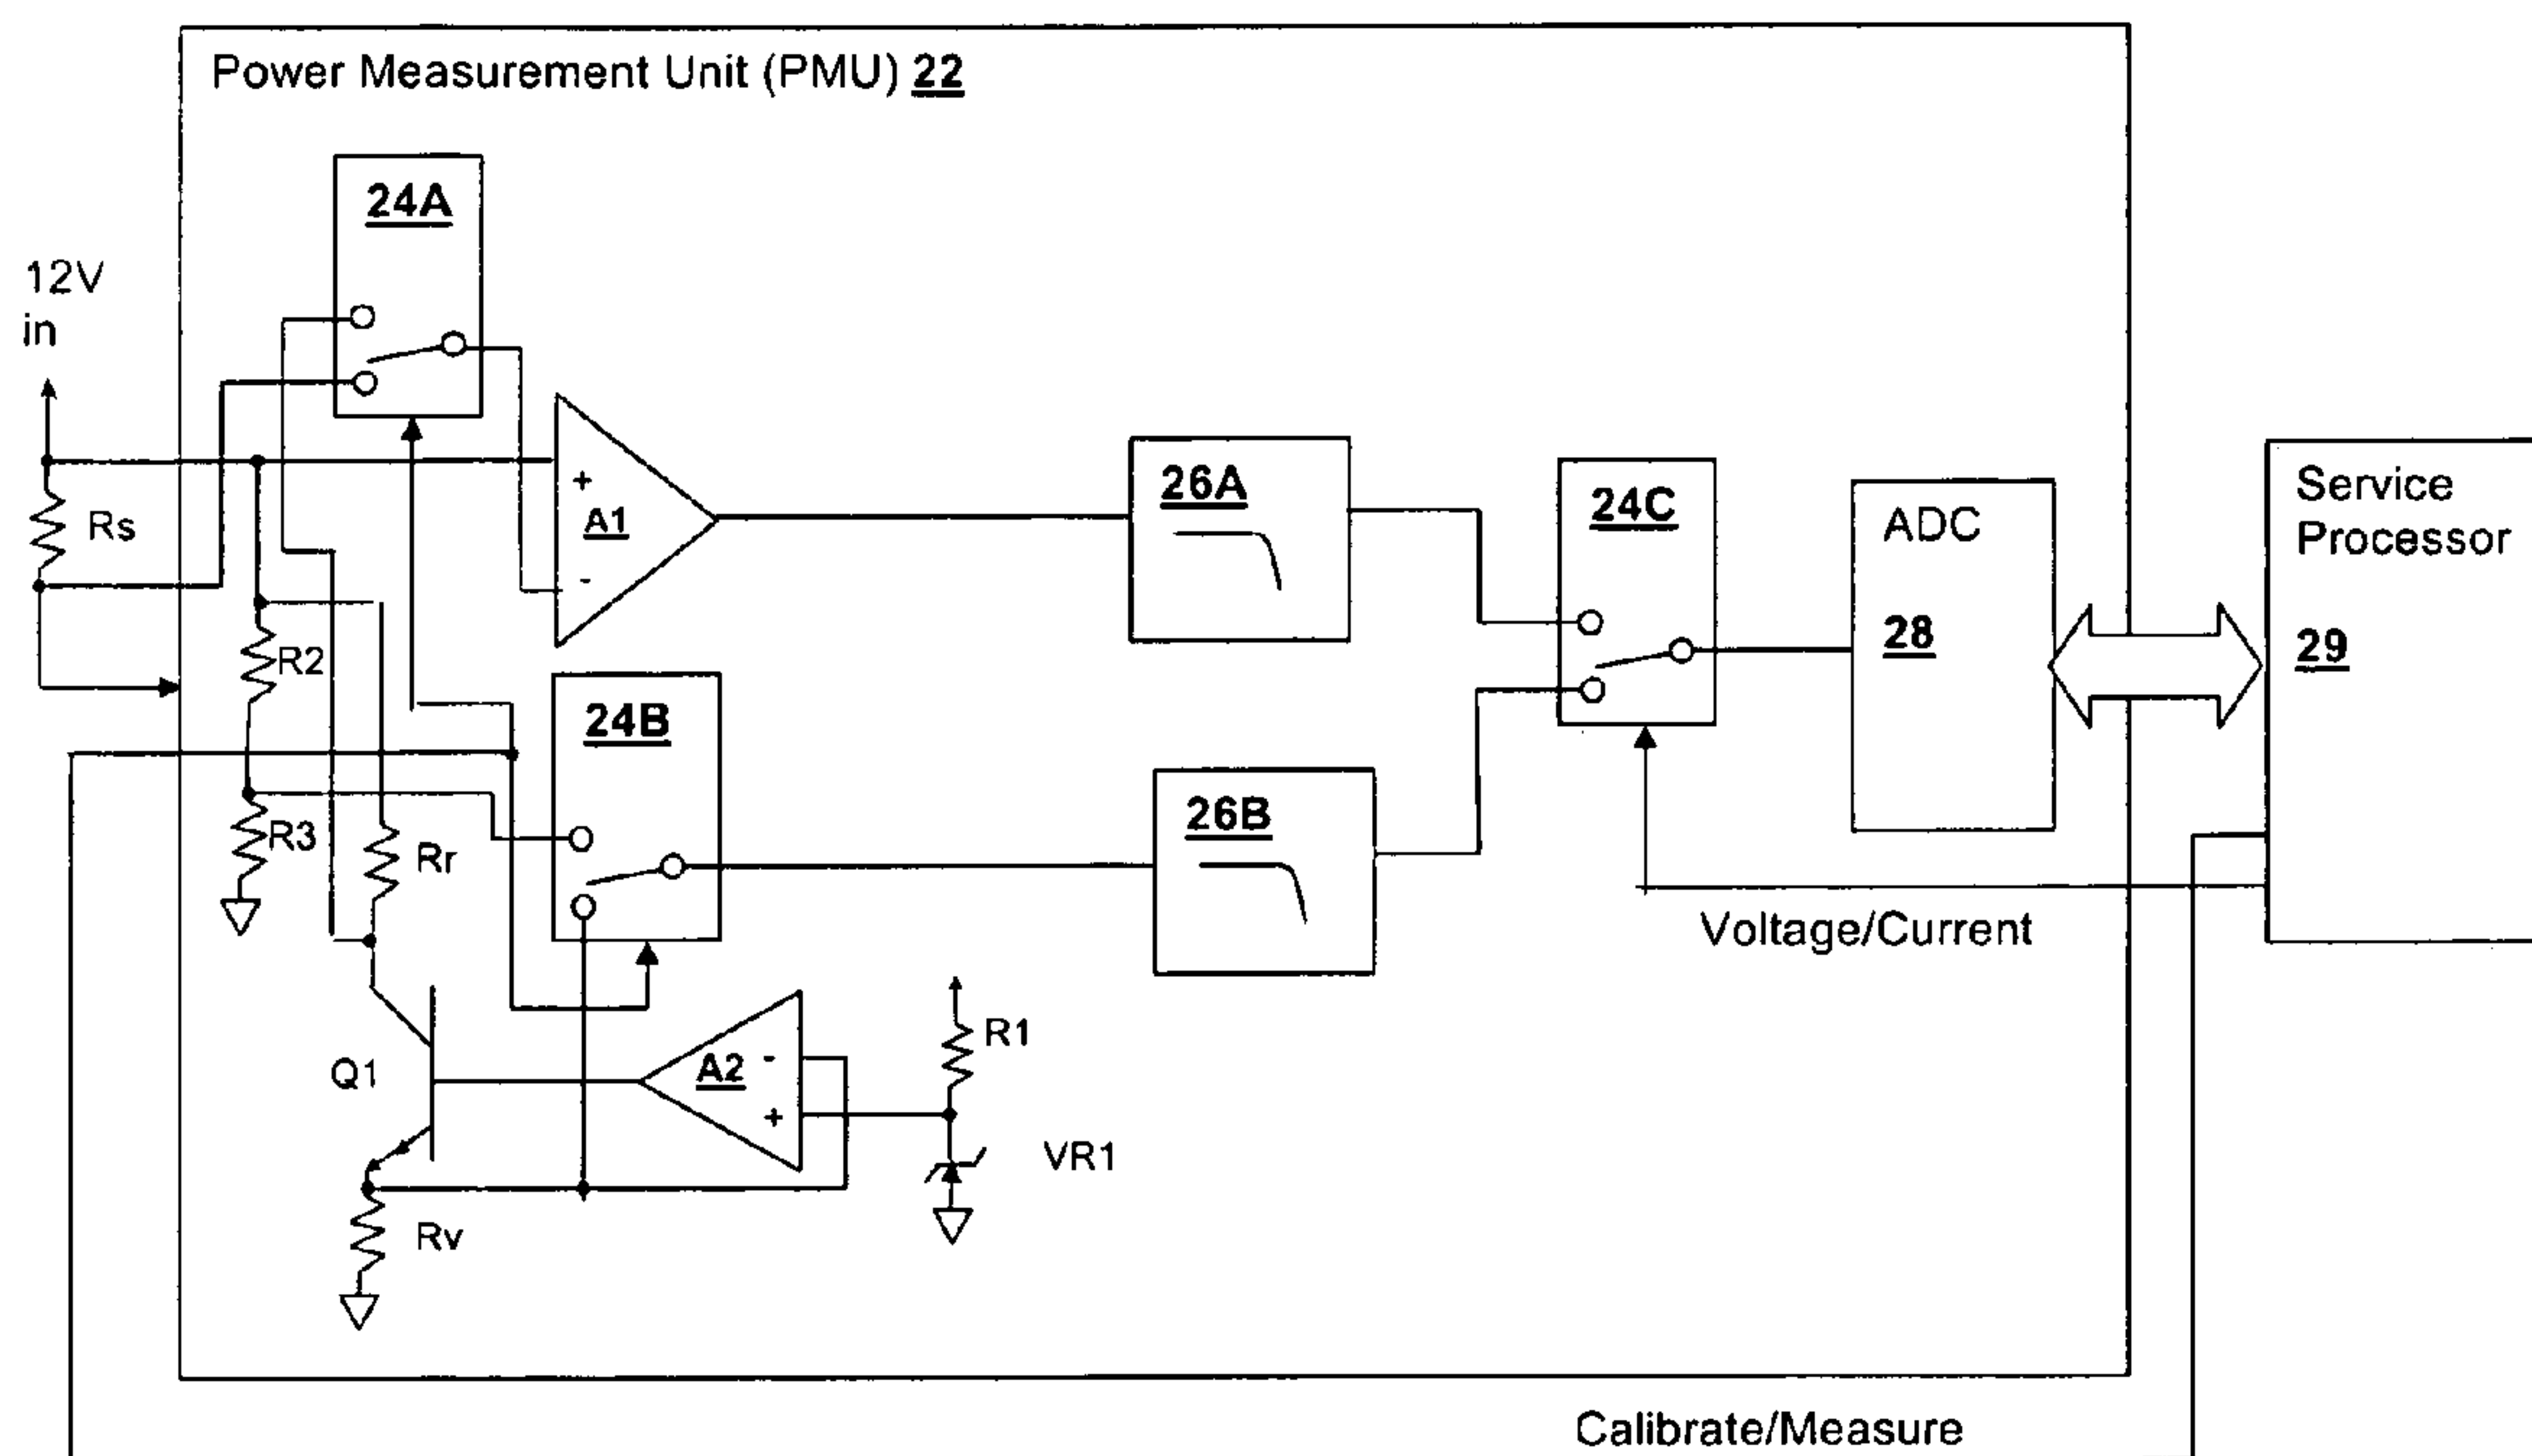 Power Measurement Unit (PMU) 22
24A
12V
in
Rs
+
A1
-
26A
24C
ADC
28
Service
Processor
29
R2
24B
R3
Rr
26B
Voltage/Current
Q1
A2
-
+
R1
VR1
Rv
Calibrate/Measure